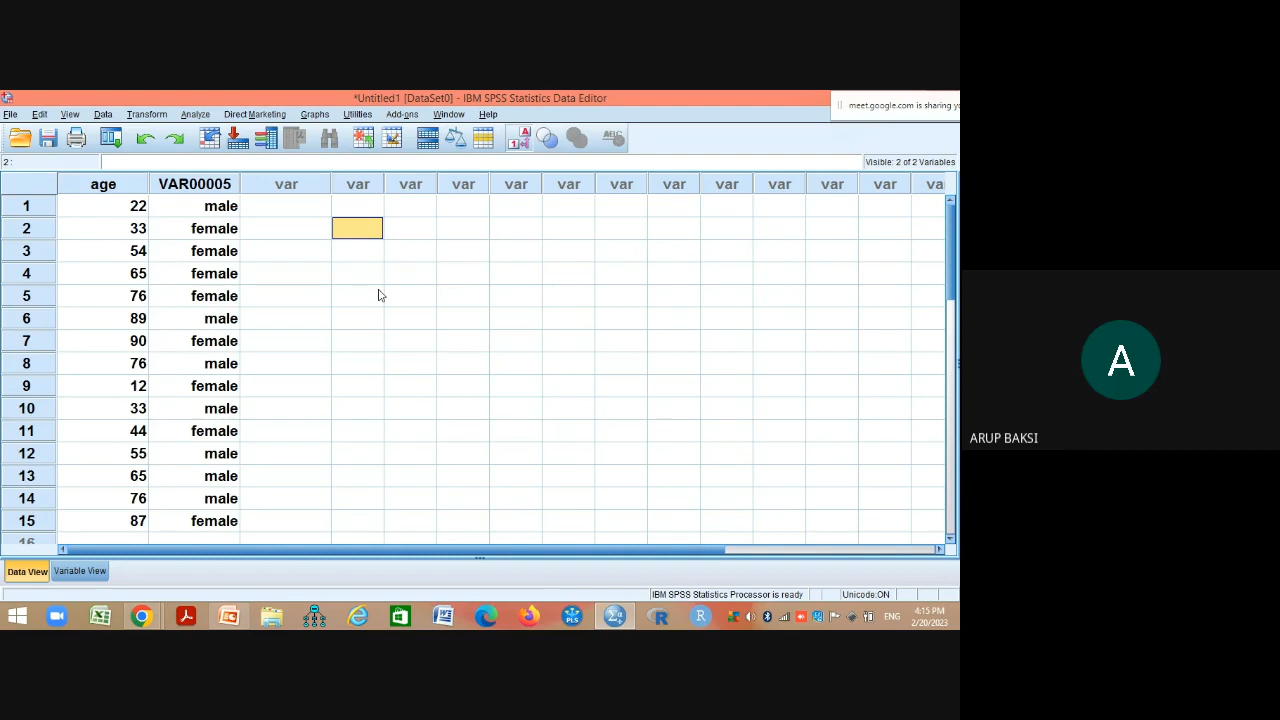 *Untitled1 [DataSet0] - IBM SPSS Statistics Data Editor
meet.google.com is sharing yo
File Edit View Data Transform Analyze Direct Marketing Graphs Utilities Add-ons Window Help
2 :
Visible: 2 of 2 Variables
age VAR00005 var var var var var var var var var var var var var va
1 22 male
2 33 female
3 54 female
4 65 female
5 76 female
6 89 male
7 90 female
8 76 male
9 12 female
10 33 male
11 44 female
12 55 male
13 65 male
14 76 male
15 87 female
16
Data View Variable View
IBM SPSS Statistics Processor is ready Unicode:ON
ENG 4:15 PM
2/20/2023
A
ARUP BAKSI